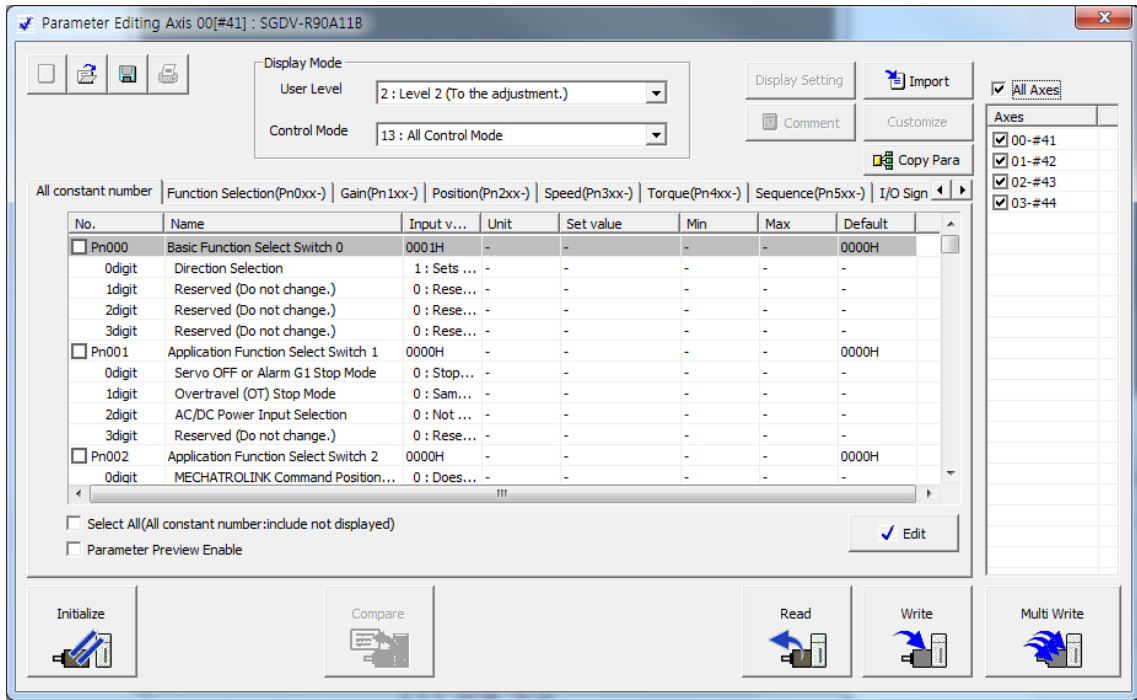 Parameter Editing Axis 00[#41] : SGDV-R90A11B
x
Display Mode
User Level 2 : Level 2 (To the adjustment.)
Control Mode 13 : All Control Mode
Display Setting Import
Comment Customize
Copy Para
All Axes
Axes
00-#41
01-#42
02-#43
03-#44
All constant number Function Selection(Pn0xx-) Gain(Pn1xx-) Position(Pn2xx-) Speed(Pn3xx-) Torque(Pn4xx-) Sequence(Pn5xx-) I/O Sign
No. Name Input v... Unit Set value Min Max Default
Pn000 Basic Function Select Switch 0 0001H - - - - 0000H
0digit Direction Selection 1 : Sets ... - - - - -
1digit Reserved (Do not change.) 0 : Rese... - - - - -
2digit Reserved (Do not change.) 0 : Rese... - - - - -
3digit Reserved (Do not change.) 0 : Rese... - - - - -
Pn001 Application Function Select Switch 1 0000H - - - - 0000H
0digit Servo OFF or Alarm G1 Stop Mode 0 : Stop... - - - - -
1digit Overtravel (OT) Stop Mode 0 : Sam... - - - - -
2digit AC/DC Power Input Selection 0 : Not ... - - - - -
3digit Reserved (Do not change.) 0 : Rese... - - - - -
Pn002 Application Function Select Switch 2 0000H - - - - 0000H
0digit MECHATROLINK Command Position... 0 : Does... - - - - -
Select All(All constant number:include not displayed)
Parameter Preview Enable
Edit
Initialize Compare Read Write Multi Write